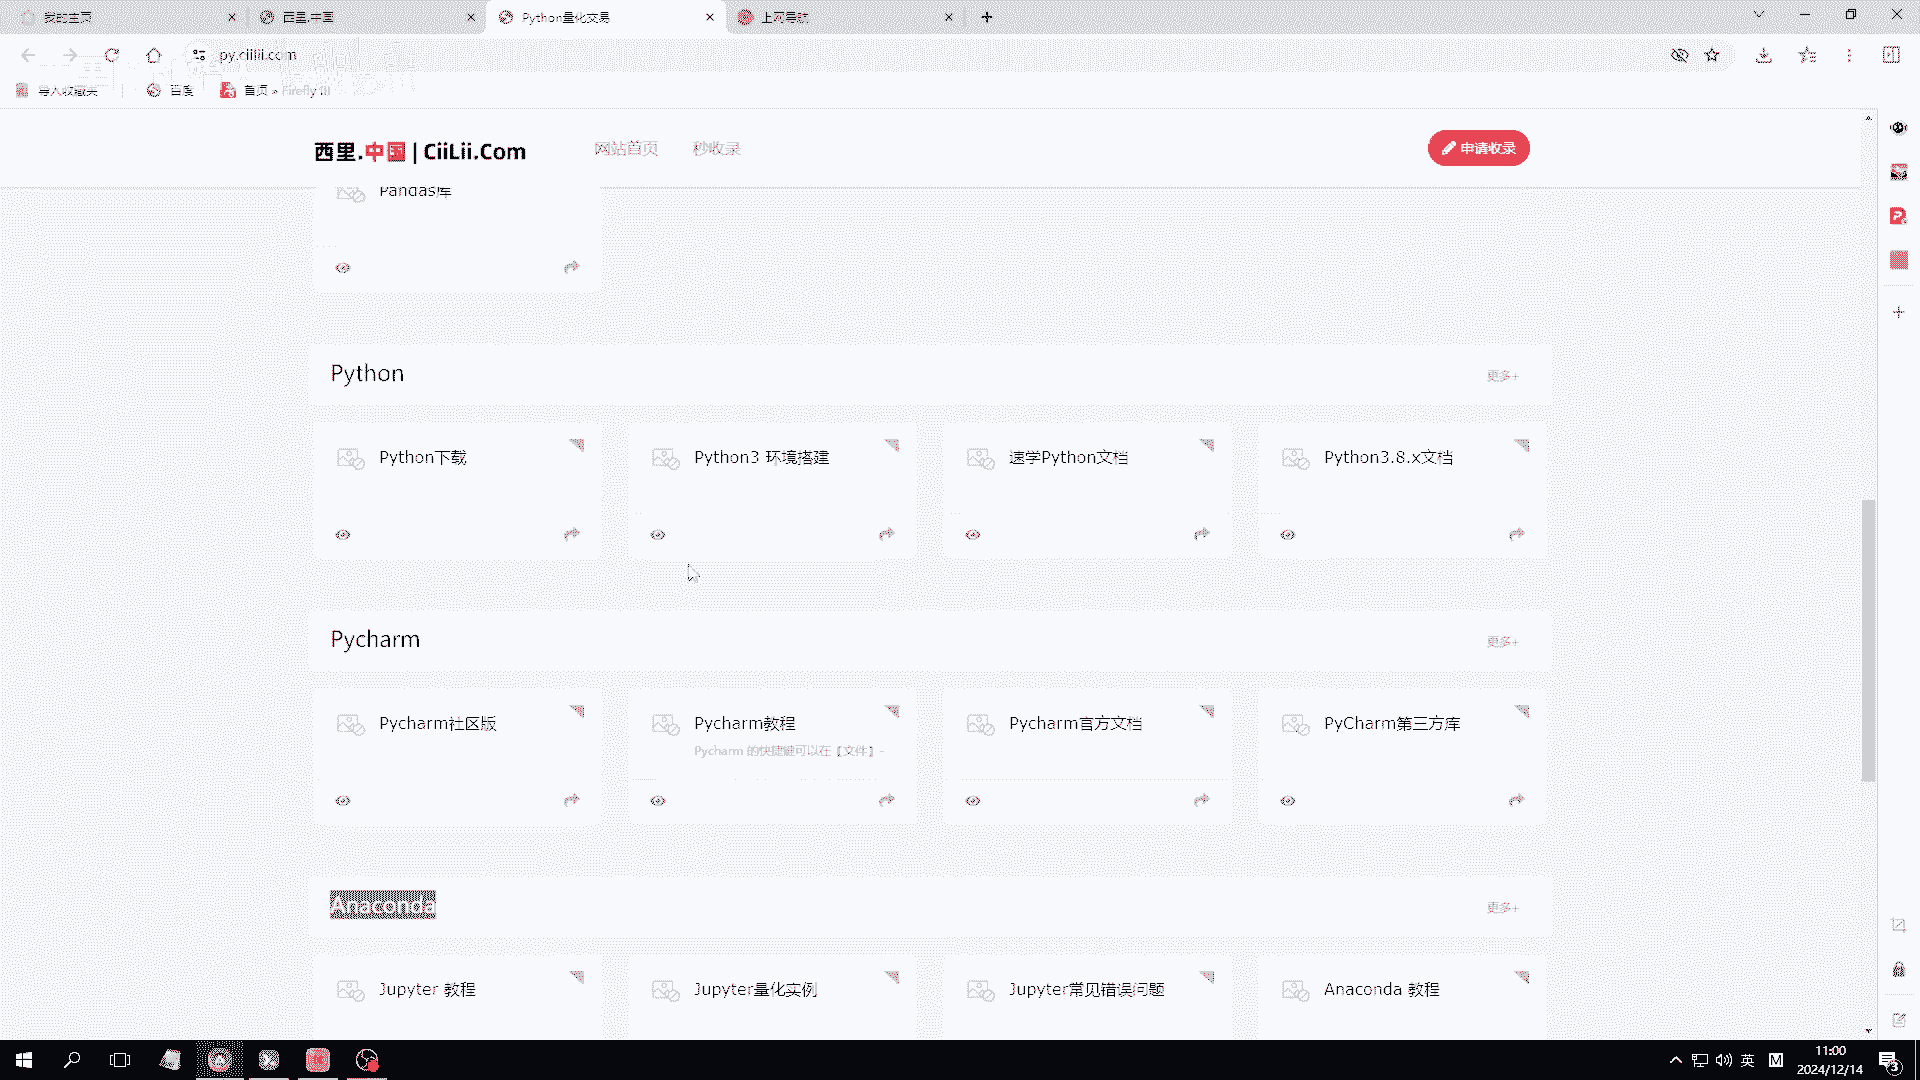 我的主页
西里.中国
Python量化交易
上网导航
py.ciilii.com
导入收藏夹
百度
首页 » Firefly III
西里.中国 | CiiLii.Com
网站首页
秒收录
申请收录
Pandas库
Python
更多+
Python下载
Python3 环境搭建
速学Python文档
Python3.8.x文档
Pycharm
更多+
Pycharm社区版
Pycharm教程
Pycharm官方文档
PyCharm第三方库
Pycharm 的快捷键可以在【文件】-
Anaconda
更多+
Jupyter 教程
Jupyter量化实例
Jupyter常见错误问题
Anaconda 教程
英
M
11:00
2024/12/14
3